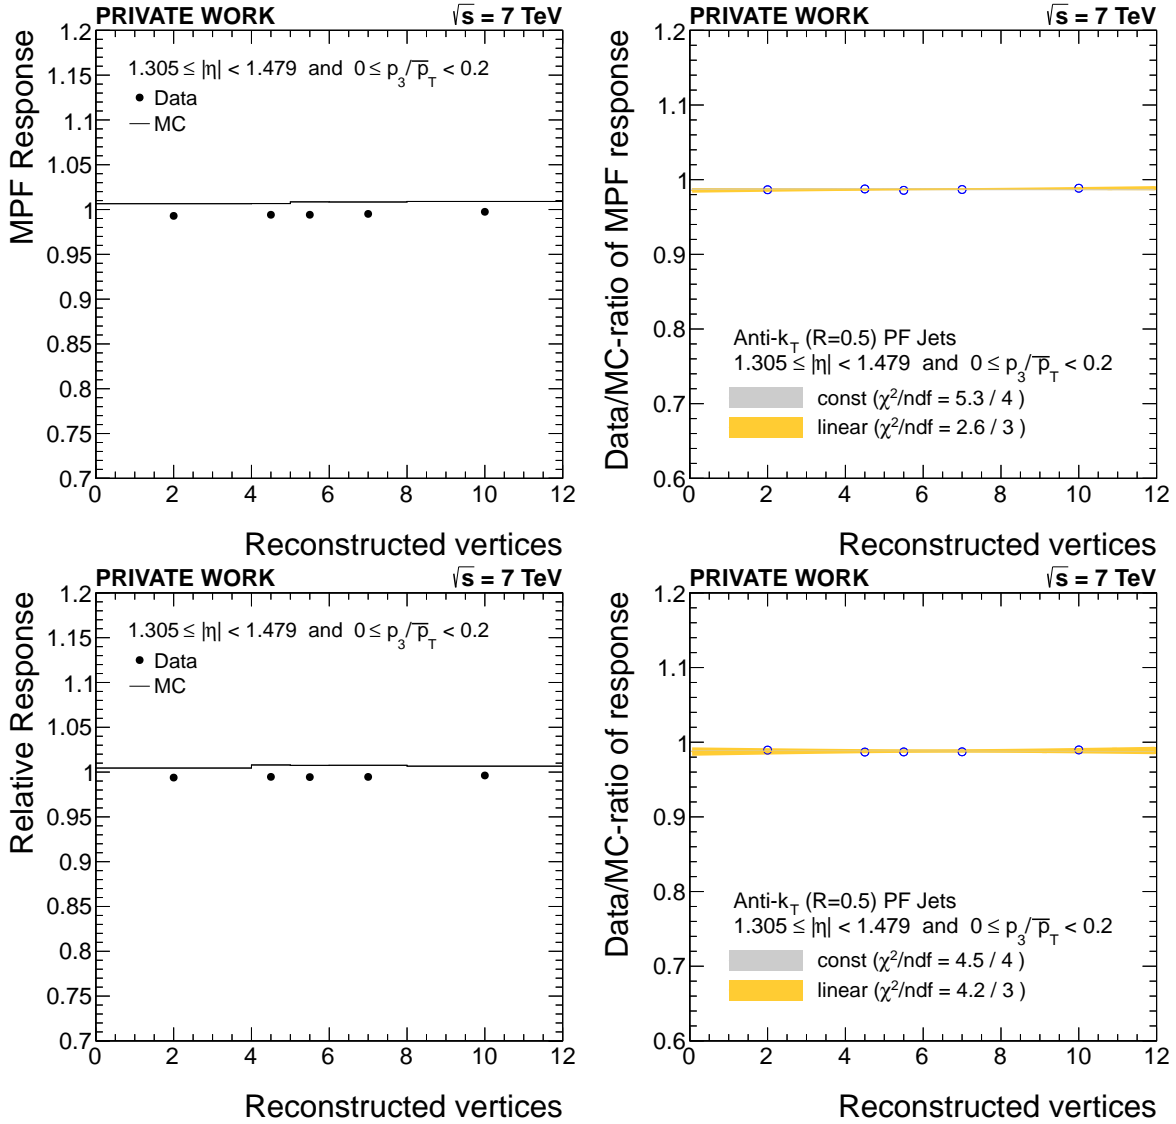 PRIVATE WORK √s = 7 TeV
MPF Response
1.305 ≤ |η| < 1.479 and 0 ≤ p_3/p̅_T < 0.2
Data
MC
1.2
1.15
1.1
1.05
1
0.95
0.9
0.85
0.8
0.75
0.7
0 2 4 6 8 10 12
Reconstructed vertices
PRIVATE WORK √s = 7 TeV
Data/MC-ratio of MPF response
1.2
1.1
1
0.9
0.8
0.7
0.6
Anti-k_T (R=0.5) PF Jets
1.305 ≤ |η| < 1.479 and 0 ≤ p_3/p̅_T < 0.2
const (χ²/ndf = 5.3 / 4 )
linear (χ²/ndf = 2.6 / 3 )
0 2 4 6 8 10 12
Reconstructed vertices
PRIVATE WORK √s = 7 TeV
Relative Response
1.305 ≤ |η| < 1.479 and 0 ≤ p_3/p̅_T < 0.2
Data
MC
1.2
1.15
1.1
1.05
1
0.95
0.9
0.85
0.8
0.75
0.7
0 2 4 6 8 10 12
Reconstructed vertices
PRIVATE WORK √s = 7 TeV
Data/MC-ratio of response
1.2
1.1
1
0.9
0.8
0.7
0.6
Anti-k_T (R=0.5) PF Jets
1.305 ≤ |η| < 1.479 and 0 ≤ p_3/p̅_T < 0.2
const (χ²/ndf = 4.5 / 4 )
linear (χ²/ndf = 4.2 / 3 )
0 2 4 6 8 10 12
Reconstructed vertices